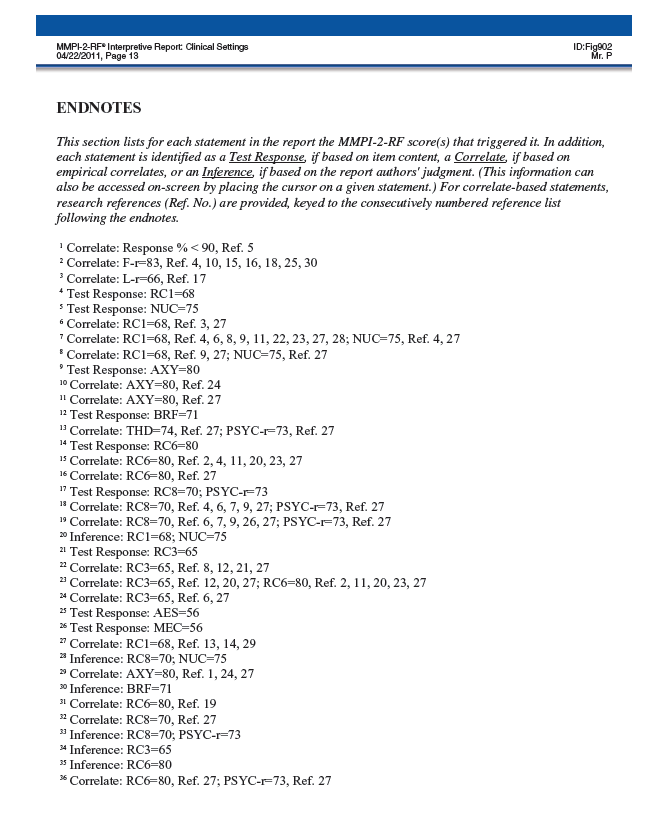 MMPI-2-RF® Interpretive Report: Clinical Settings
ID:Fig902
04/22/2011, Page 13
Mr. P
ENDNOTES
This section lists for each statement in the report the MMPI-2-RF score(s) that triggered it. In addition,
each statement is identified as a Test Response, if based on item content, a Correlate, if based on
empirical correlates, or an Inference, if based on the report authors' judgment. (This information can
also be accessed on-screen by placing the cursor on a given statement.) For correlate-based statements,
research references (Ref. No.) are provided, keyed to the consecutively numbered reference list
following the endnotes.
1 Correlate: Response % < 90, Ref. 5
2 Correlate: F-r=83, Ref. 4, 10, 15, 16, 18, 25, 30
3 Correlate: L-r=66, Ref. 17
4 Test Response: RC1=68
5 Test Response: NUC=75
6 Correlate: RC1=68, Ref. 3, 27
7 Correlate: RC1=68, Ref. 4, 6, 8, 9, 11, 22, 23, 27, 28; NUC=75, Ref. 4, 27
8 Correlate: RC1=68, Ref. 9, 27; NUC=75, Ref. 27
9 Test Response: AXY=80
10 Correlate: AXY=80, Ref. 24
11 Correlate: AXY=80, Ref. 27
12 Test Response: BRF=71
13 Correlate: THD=74, Ref. 27; PSYC-r=73, Ref. 27
14 Test Response: RC6=80
15 Correlate: RC6=80, Ref. 2, 4, 11, 20, 23, 27
16 Correlate: RC6=80, Ref. 27
17 Test Response: RC8=70; PSYC-r=73
18 Correlate: RC8=70, Ref. 4, 6, 7, 9, 27; PSYC-r=73, Ref. 27
19 Correlate: RC8=70, Ref. 6, 7, 9, 26, 27; PSYC-r=73, Ref. 27
20 Inference: RC1=68; NUC=75
21 Test Response: RC3=65
22 Correlate: RC3=65, Ref. 8, 12, 21, 27
23 Correlate: RC3=65, Ref. 12, 20, 27; RC6=80, Ref. 2, 11, 20, 23, 27
24 Correlate: RC3=65, Ref. 6, 27
25 Test Response: AES=56
26 Test Response: MEC=56
27 Correlate: RC1=68, Ref. 13, 14, 29
28 Inference: RC8=70; NUC=75
29 Correlate: AXY=80, Ref. 1, 24, 27
30 Inference: BRF=71
31 Correlate: RC6=80, Ref. 19
32 Correlate: RC8=70, Ref. 27
33 Inference: RC8=70; PSYC-r=73
34 Inference: RC3=65
35 Inference: RC6=80
36 Correlate: RC6=80, Ref. 27; PSYC-r=73, Ref. 27